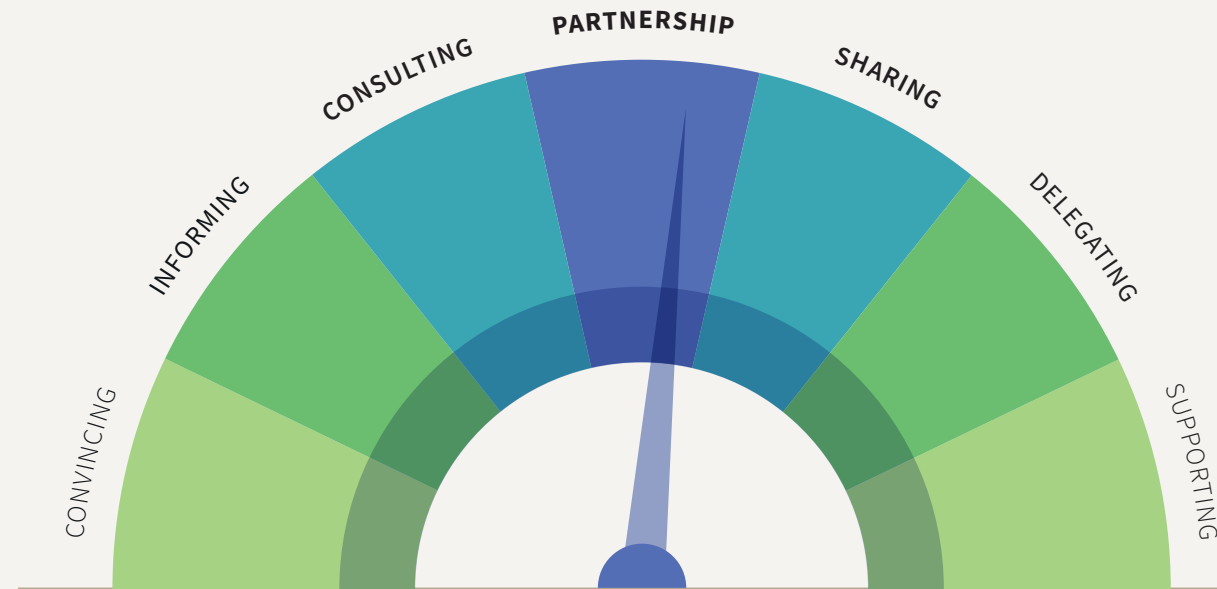 CONVINCING
INFORMING
CONSULTING
PARTNERSHIP
SHARING
DELEGATING
SUPPORTING